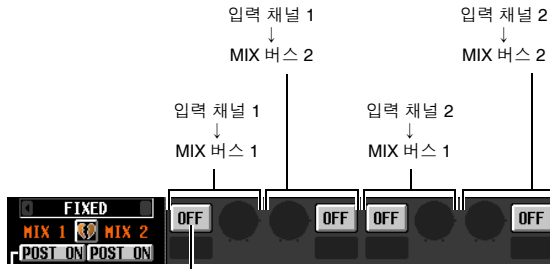 입력 채널 1
↓
MIX 버스 2
입력 채널 2
↓
MIX 버스 2
입력 채널 1
↓
MIX 버스 1
입력 채널 2
↓
MIX 버스 1
FIXED
MIX 1 MIX 2
POST ON POST ON
OFF OFF OFF OFF